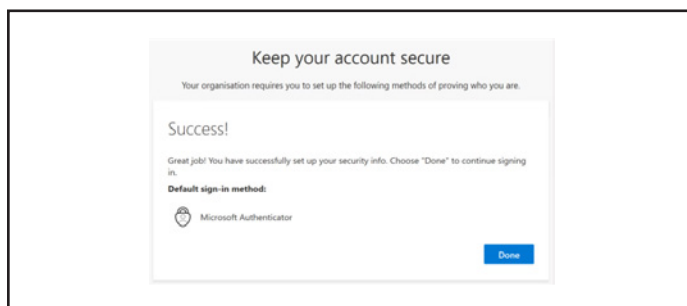 Keep your account secure
Your organisation requires you to set up the following methods of proving who you are.
Success!
Great job! You have successfully set up your security info. Choose "Done" to continue signing
in.
Default sign-in method:
Microsoft Authenticator
Done